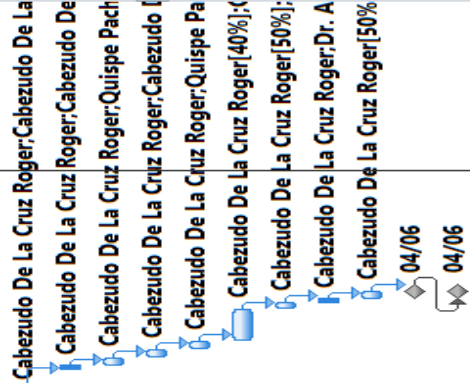 Cabezudo De La Cruz Roger;Cabezudo De La
Cabezudo De La Cruz Roger;Cabezudo De
Cabezudo De La Cruz Roger;Quispe Pach
Cabezudo De La Cruz Roger;Cabezudo D
Cabezudo De La Cruz Roger;Quispe Pa
Cabezudo De La Cruz Roger[40%];C
Cabezudo De La Cruz Roger[50%];
Cabezudo De La Cruz Roger;Dr. A
Cabezudo De La Cruz Roger[50%
04/06
04/06